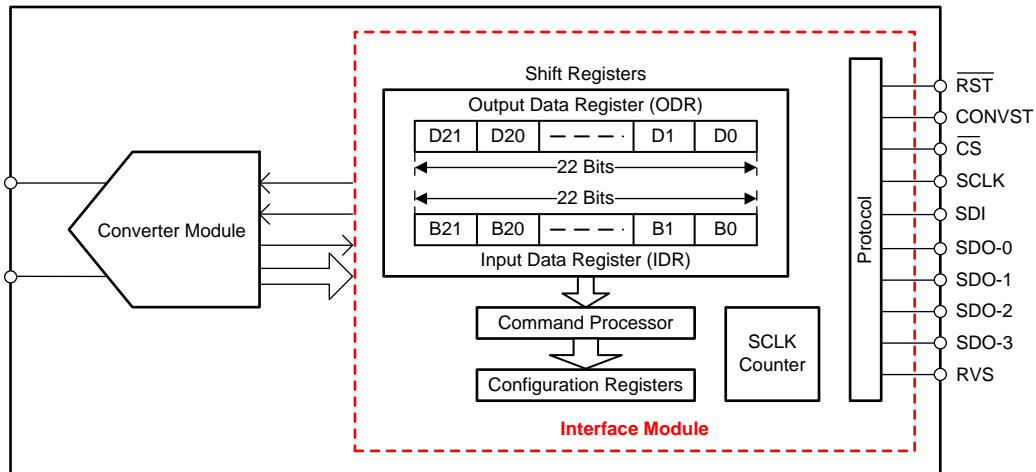 Shift Registers
Output Data Register (ODR)
D21 D20 D1 D0
22 Bits
22 Bits
B21 B20 B1 B0
Input Data Register (IDR)
Converter Module
Command Processor
Configuration Registers
SCLK
Counter
Interface Module
Protocol
RST
CONVST
CS
SCLK
SDI
SDO-0
SDO-1
SDO-2
SDO-3
RVS